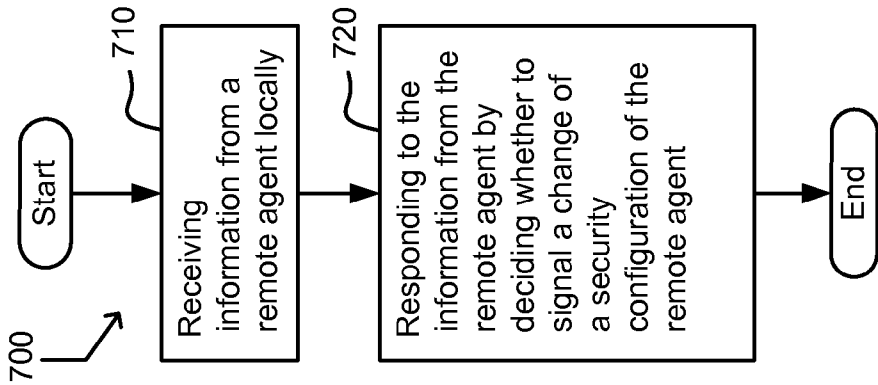 700
Start
710
Receiving
information from a
remote agent locally
720
Responding to the
information from the
remote agent by
deciding whether to
signal a change of
a security
configuration of the
remote agent
End